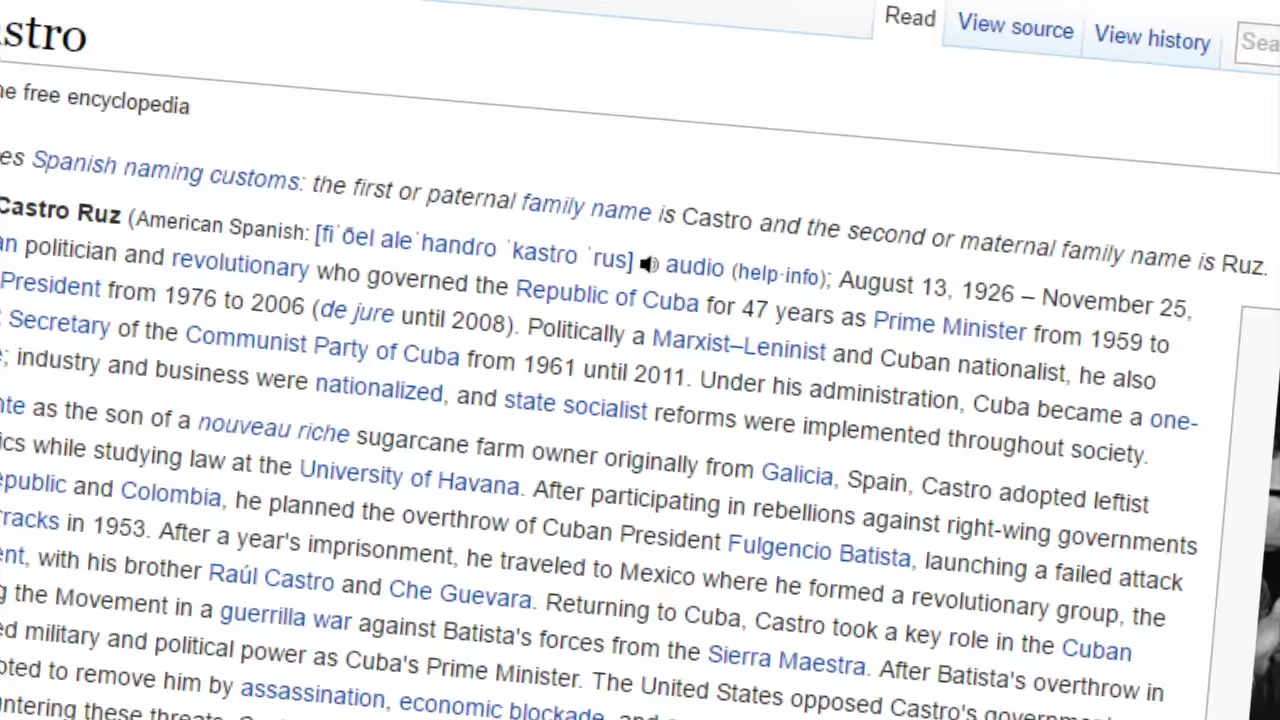 Read View source View history Sea
stro
e free encyclopedia
es Spanish naming customs: the first or paternal family name is Castro and the second or maternal family name is Ruz.
Castro Ruz (American Spanish: [fiˈðel aleˈhandɾo ˈkastɾo ˈrus] audio (help·info); August 13, 1926 – November 25,
an politician and revolutionary who governed the Republic of Cuba for 47 years as Prime Minister from 1959 to
President from 1976 to 2006 (de jure until 2008). Politically a Marxist–Leninist and Cuban nationalist, he also
Secretary of the Communist Party of Cuba from 1961 until 2011. Under his administration, Cuba became a one-
; industry and business were nationalized, and state socialist reforms were implemented throughout society.
nte as the son of a nouveau riche sugarcane farm owner originally from Galicia, Spain, Castro adopted leftist
ics while studying law at the University of Havana. After participating in rebellions against right-wing governments
epublic and Colombia, he planned the overthrow of Cuban President Fulgencio Batista, launching a failed attack
rracks in 1953. After a year's imprisonment, he traveled to Mexico where he formed a revolutionary group, the
ent, with his brother Raúl Castro and Che Guevara. Returning to Cuba, Castro took a key role in the Cuban
g the Movement in a guerrilla war against Batista's forces from the Sierra Maestra. After Batista's overthrow in
ed military and political power as Cuba's Prime Minister. The United States opposed Castro's governme
pted to remove him by assassination, economic blockade, and
ntering these threats, C